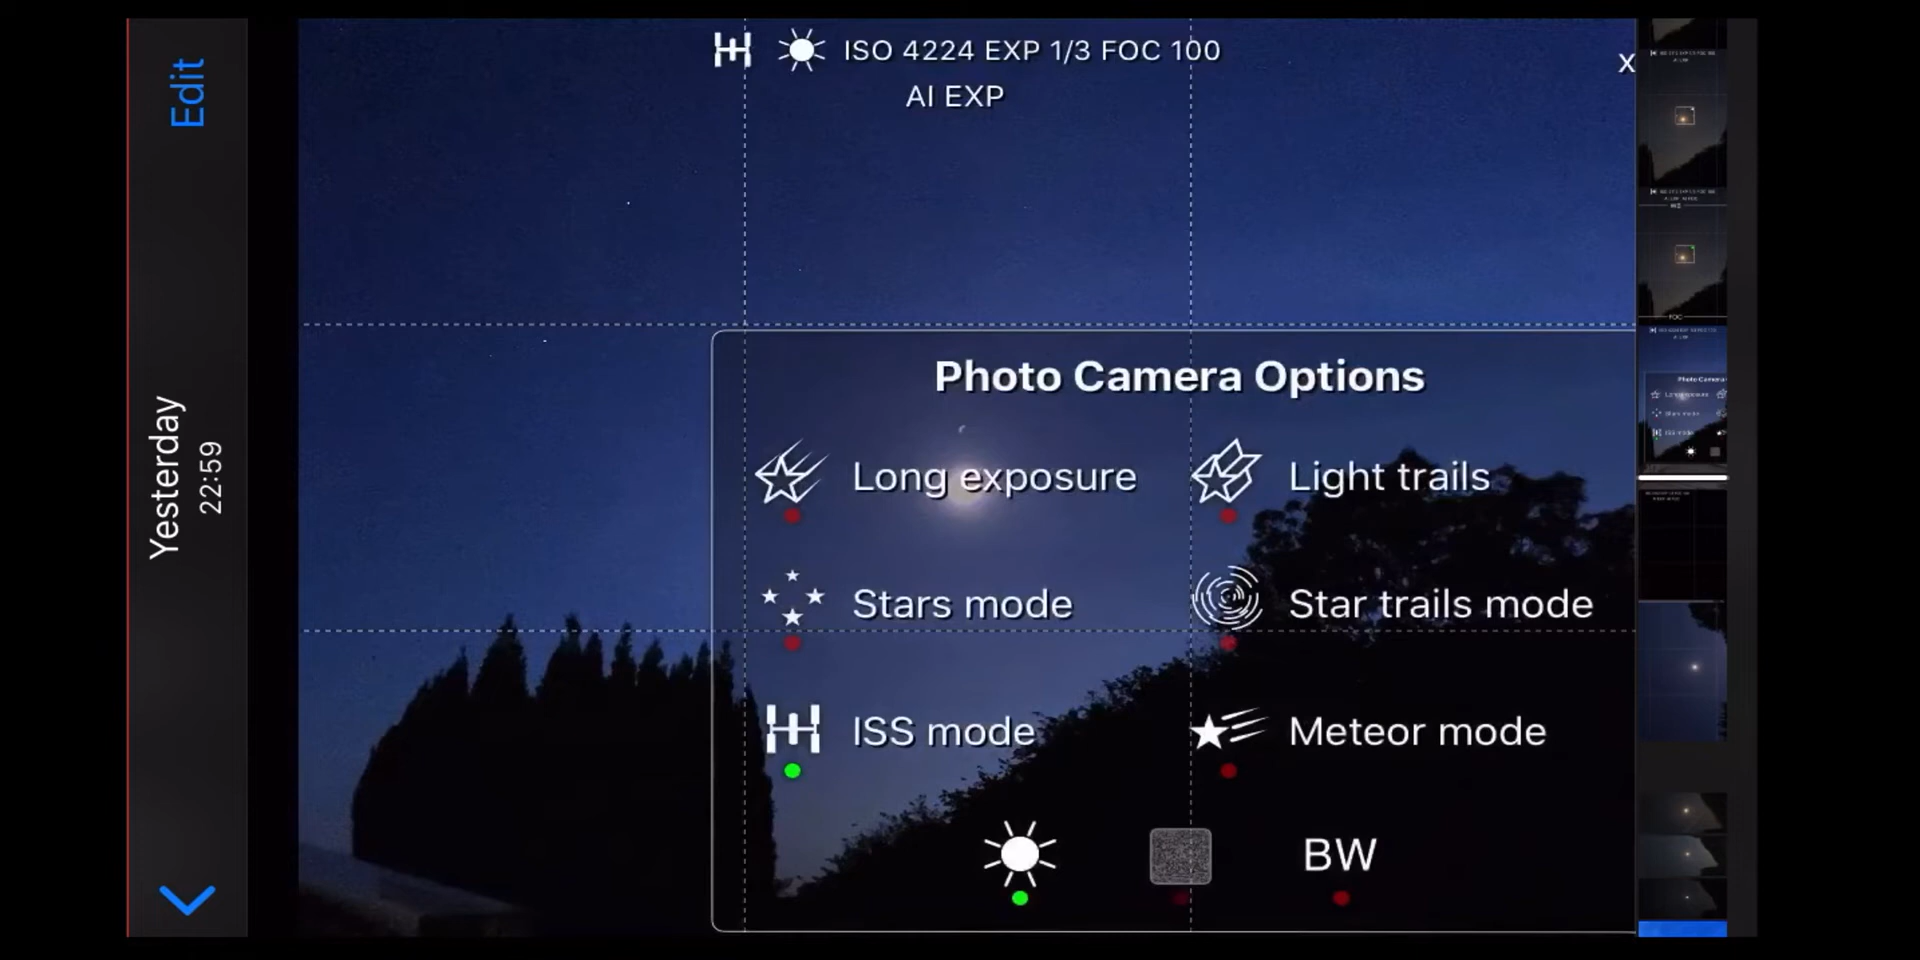 Edit
Yesterday
22:59
ISO 4224 EXP 1/3 FOC 100
AI EXP
X
Photo Camera Options
Long exposure
Light trails
Stars mode
Star trails mode
ISS mode
Meteor mode
BW